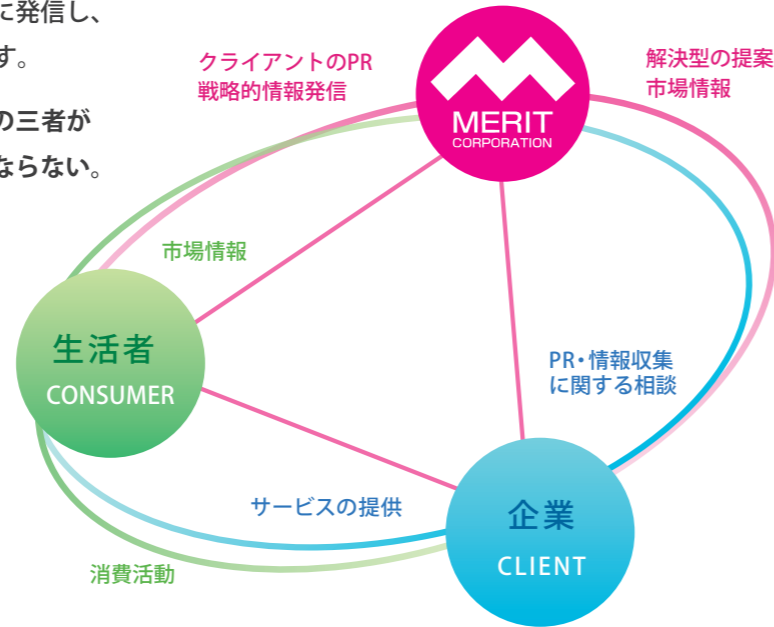 に発信し、
す。
の三者が
ならない。
クライアントのPR
戦略的情報発信
MERIT
CORPORATION
解決型の提案
市場情報
市場情報
生活者
CONSUMER
PR・情報収集
に関する相談
サービスの提供
企業
CLIENT
消費活動